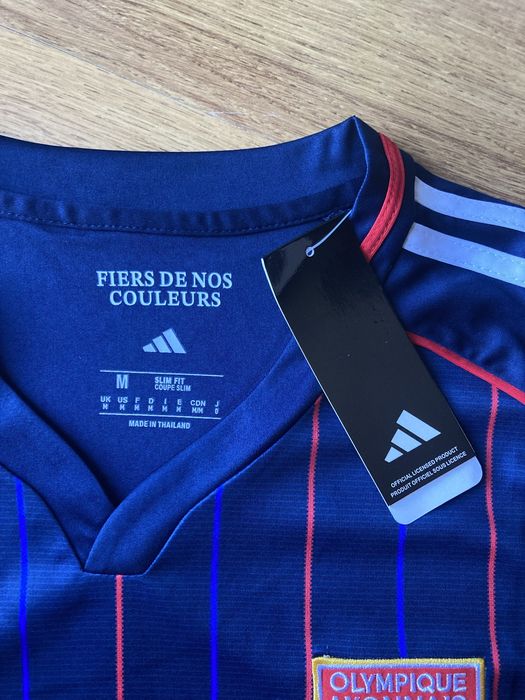 FIERS DE NOS
COULEURS
M
SLIM FIT
COUPE SLIM
UK US F D I E CDN J
M M M M M M M/M O
MADE IN THAILAND
OFFICIAL LICENSED PRODUCT
PRODUIT OFFICIEL SOUS LICENCE
OLYMPIQUE